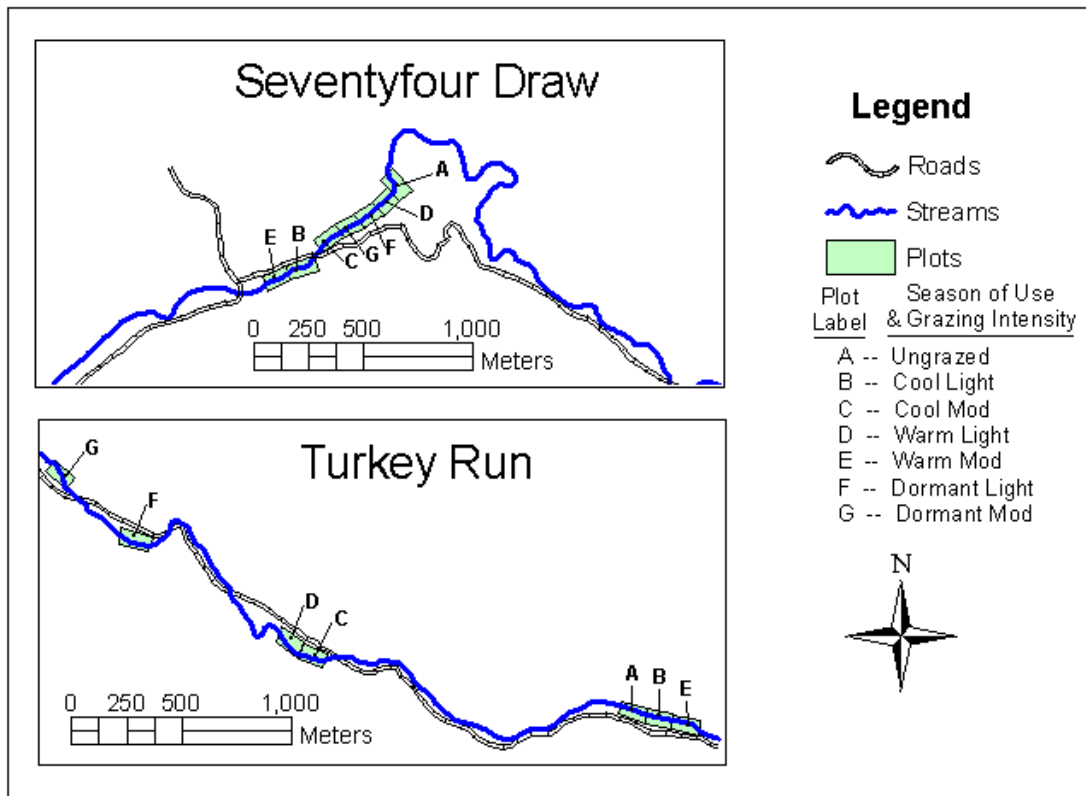 Seventyfour Draw
A
D
E
B
C
G
F
0 250 500 1,000
Meters
Turkey Run
G
F
D
C
A B E
0 250 500 1,000
Meters
Legend
Roads
Streams
Plots
Plot Label
Season of Use & Grazing Intensity
A -- Ungrazed
B -- Cool Light
C -- Cool Mod
D -- Warm Light
E -- Warm Mod
F -- Dormant Light
G -- Dormant Mod
N